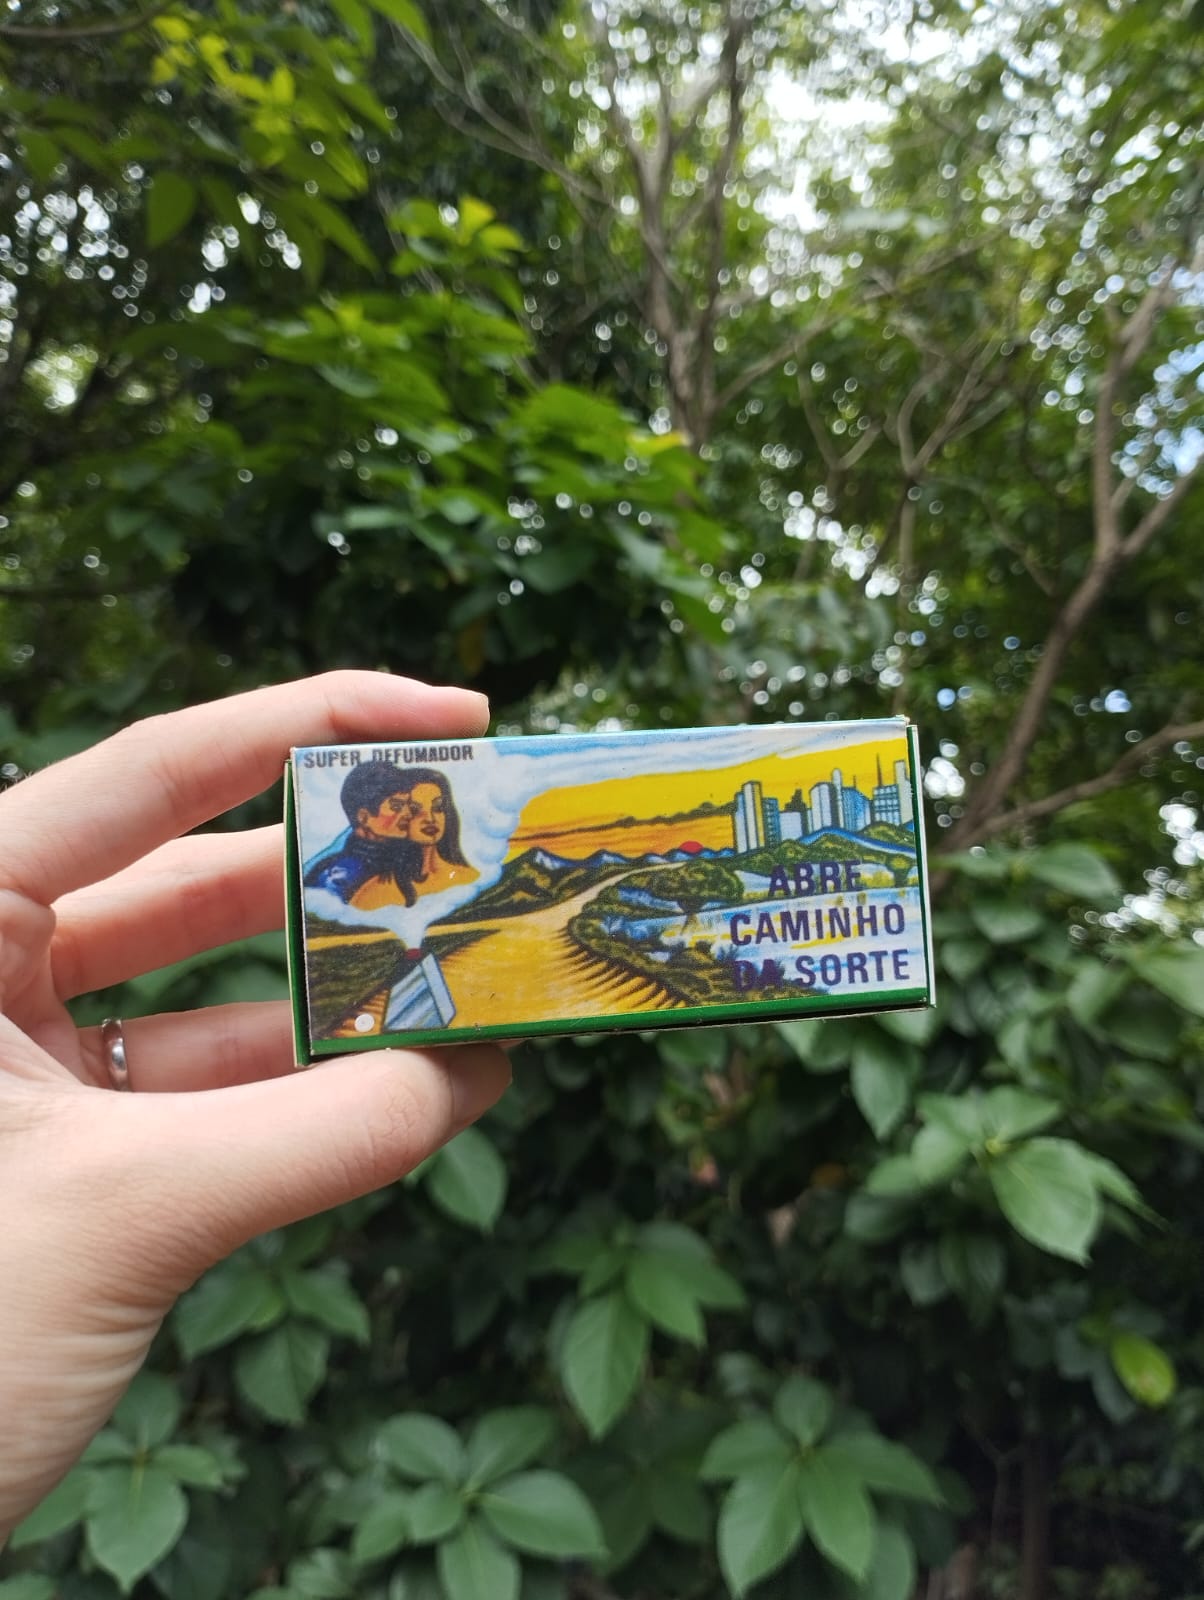 SUPER DEFUMADOR
ABRE
CAMINHO
DA SORTE